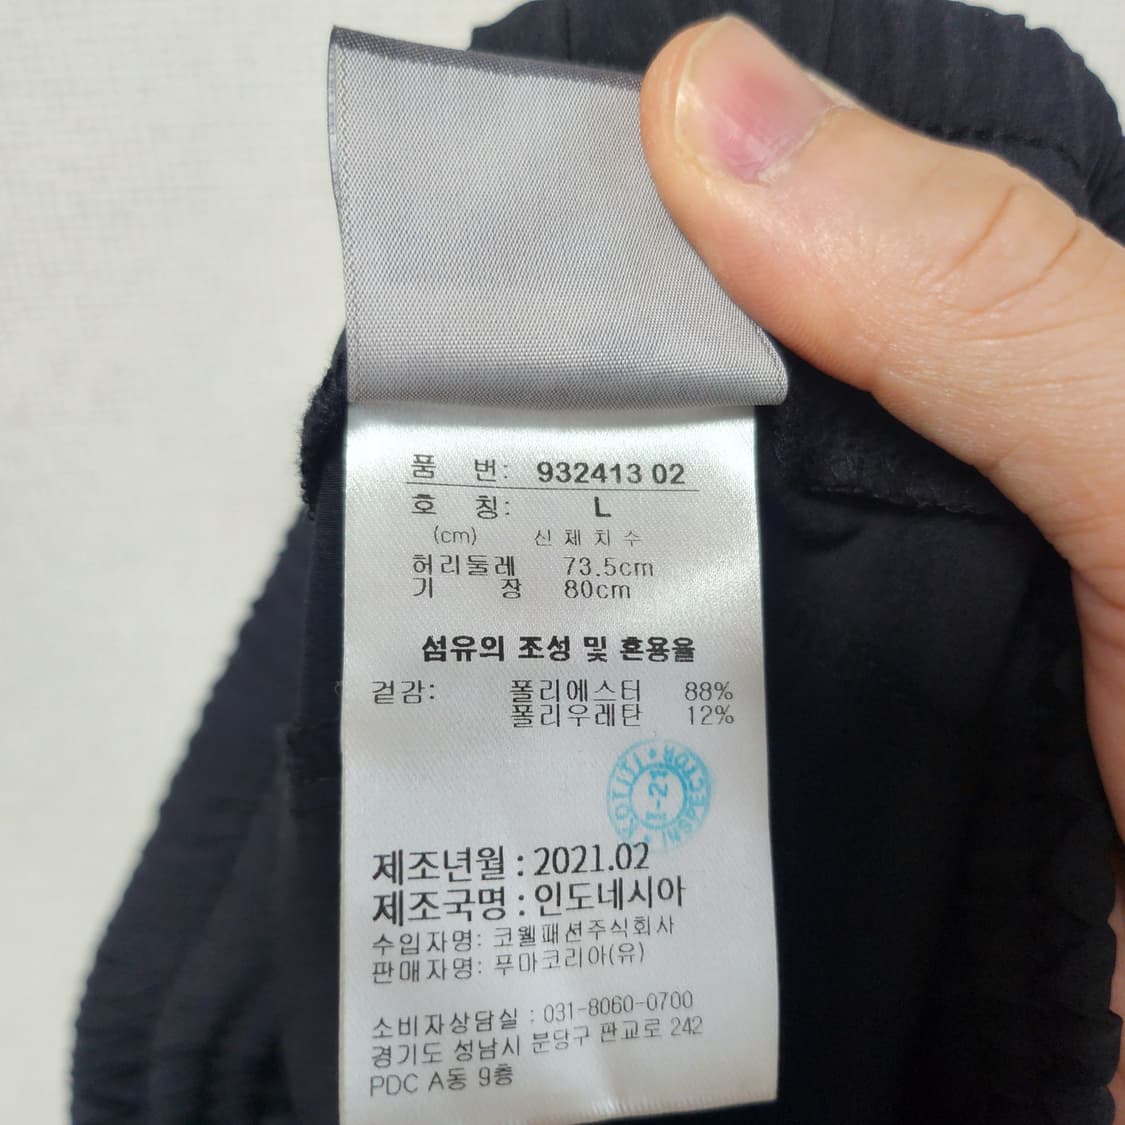 품 번: 932413 02
호 칭: L
(cm) 신체치수
허리둘레 73.5cm
기 장 80cm
섬유의 조성 및 혼용율
겉감: 폴리에스터 88%
폴리우레탄 12%
INSPECTOR
제조년월 : 2021.02
제조국명 : 인도네시아
수입자명: 코웰패션주식회사
판매자명: 푸마코리아(유)
소비자상담실 : 031-8060-0700
경기도 성남시 분당구 판교로 242
PDC A동 9층